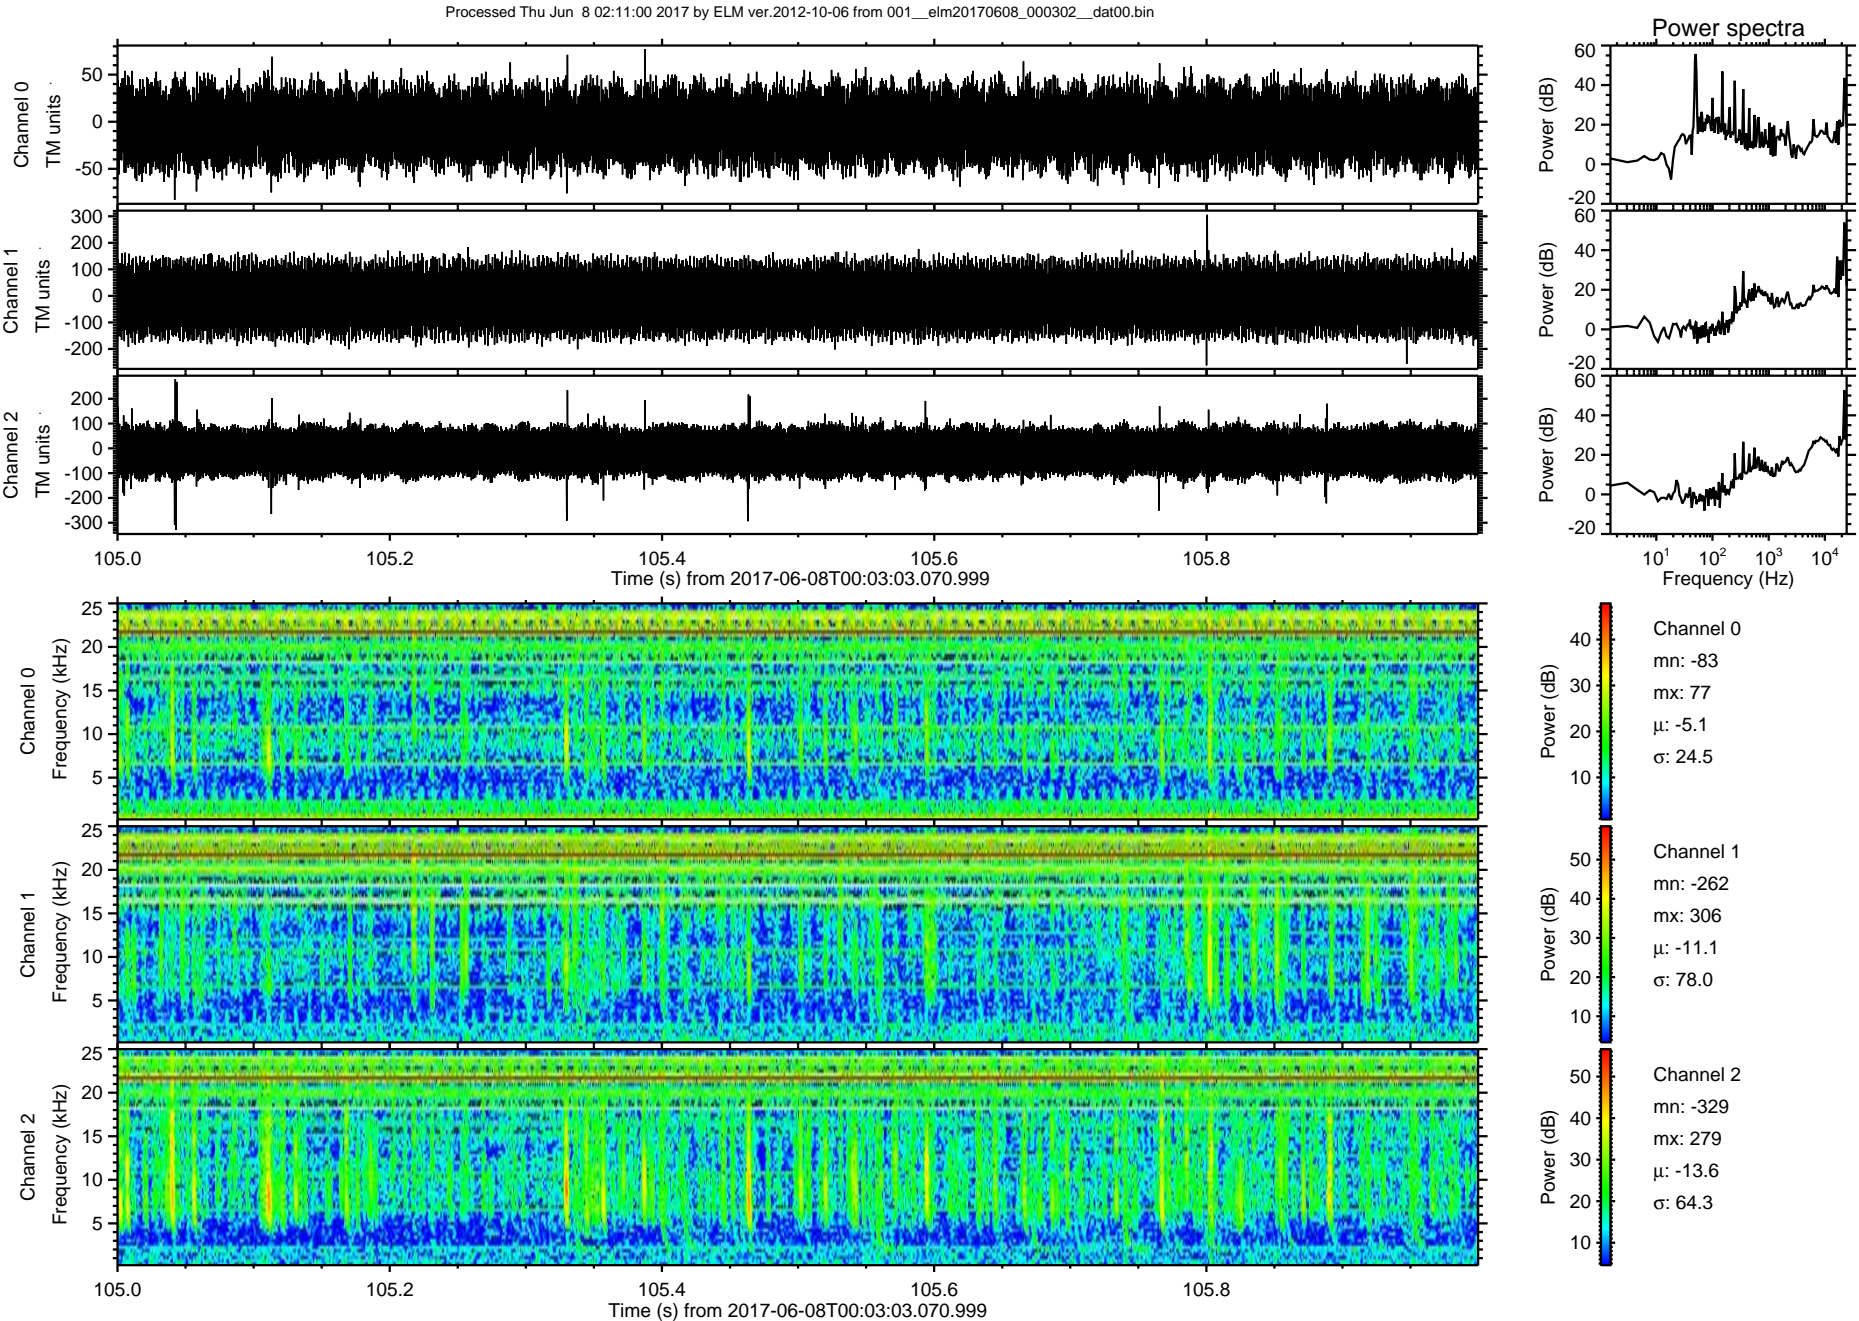 Processed Thu Jun 8 02:11:00 2017 by ELM ver.2012-10-06 from 001__elm20170608_000302__dat00.bin
Power spectra
Channel 0
TM units
50
0
-50
Power (dB)
60
40
20
0
-20
Channel 1
TM units
300
200
100
0
-100
-200
Power (dB)
60
40
20
0
-20
Channel 2
TM units
200
100
0
-100
-200
-300
Power (dB)
60
40
20
0
-20
105.0 105.2 105.4 105.6 105.8
Time (s) from 2017-06-08T00:03:03.070.999
10^1 10^2 10^3 10^4
Frequency (Hz)
Channel 0
Frequency (kHz)
25
20
15
10
5
Power (dB)
40
30
20
10
Channel 0
mn: -83
mx: 77
μ: -5.1
σ: 24.5
Channel 1
Frequency (kHz)
25
20
15
10
5
Power (dB)
50
40
30
20
10
Channel 1
mn: -262
mx: 306
μ: -11.1
σ: 78.0
Channel 2
Frequency (kHz)
25
20
15
10
5
Power (dB)
50
40
30
20
10
Channel 2
mn: -329
mx: 279
μ: -13.6
σ: 64.3
105.0 105.2 105.4 105.6 105.8
Time (s) from 2017-06-08T00:03:03.070.999